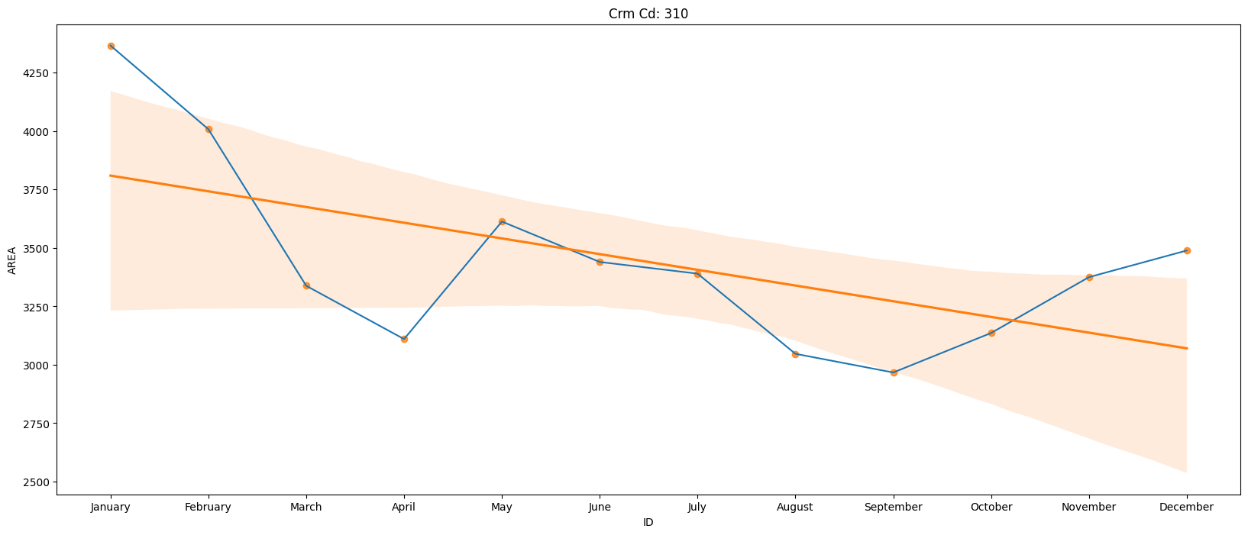 Crm Cd: 310
AREA
4250
4000
3750
3500
3250
3000
2750
2500
January February March April May June July August September October November December
ID